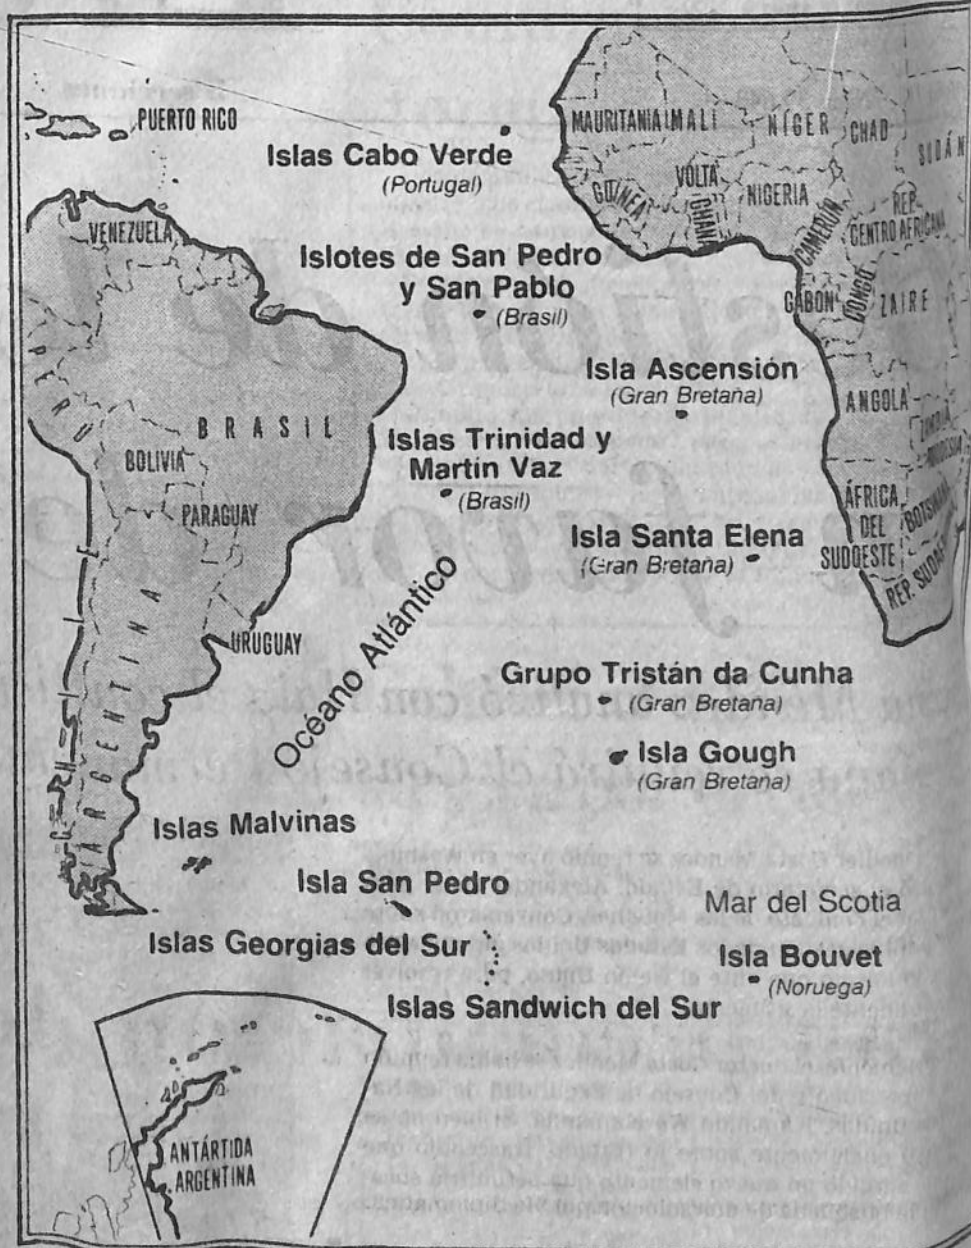 PUERTO RICO
Islas Cabo Verde
(Portugal)
MAURITANIA
MALI
NÍGER
CHAD
SUDÁN
GUINEA
VOLTA
GHANA
NIGERIA
CAMERÚN
REP.
CENTRO AFRICANA
VENEZUELA
Islotes de San Pedro
y San Pablo
(Brasil)
GABÓN
CONGO
ZAIRE
PERU
BRASIL
Isla Ascensión
(Gran Bretaña)
ANGOLA
ZAMBIA
BOLIVIA
Islas Trinidad y
Martín Vaz
(Brasil)
PARAGUAY
Isla Santa Elena
(Gran Bretaña)
ÁFRICA
DEL
SUDOESTE
BOTSWANA
Océano Atlántico
URUGUAY
ARGENTINA
Grupo Tristán da Cunha
(Gran Bretaña)
Isla Gough
(Gran Bretaña)
Islas Malvinas
Isla San Pedro
Mar del Scotia
Islas Georgias del Sur
Isla Bouvet
(Noruega)
Islas Sandwich del Sur
ANTÁRTIDA
ARGENTINA